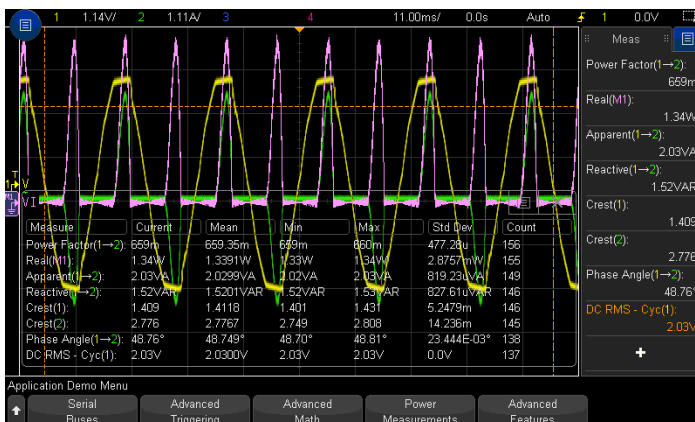 1 1.14V/ 2 1.11A/ 3 4 11.00ms/ 0.0s Auto 1 0.0V
Meas
Power Factor(1→2):
659m
Real(M1):
1.34W
Apparent(1→2):
2.03VA
Reactive(1→2):
1.52VAR
Crest(1):
1.409
Crest(2):
2.776
Phase Angle(1→2):
48.76°
DC RMS - Cyc(1):
2.03V
+
T
1 V
M1 VI
Measure Current Mean Min Max Std Dev Count
Power Factor(1→2): 659m 659.35m 659m 660m 477.28u 156
Real(M1): 1.34W 1.3391W 1.33W 1.34W 2.8757mW 155
Apparent(1→2): 2.03VA 2.0299VA 2.02VA 2.03VA 819.23uVA 149
Reactive(1→2): 1.52VAR 1.5201VAR 1.52VAR 1.53VAR 827.61uVAR 146
Crest(1): 1.409 1.4118 1.401 1.431 5.2479m 146
Crest(2): 2.776 2.7767 2.749 2.808 14.236m 145
Phase Angle(1→2): 48.76° 48.749° 48.70° 48.81° 23.444E-03° 138
DC RMS - Cyc(1): 2.03V 2.0300V 2.03V 2.03V 0.0V 137
Application Demo Menu
Serial Buses
Advanced Triggering
Advanced Math
Power Measurements
Advanced Features